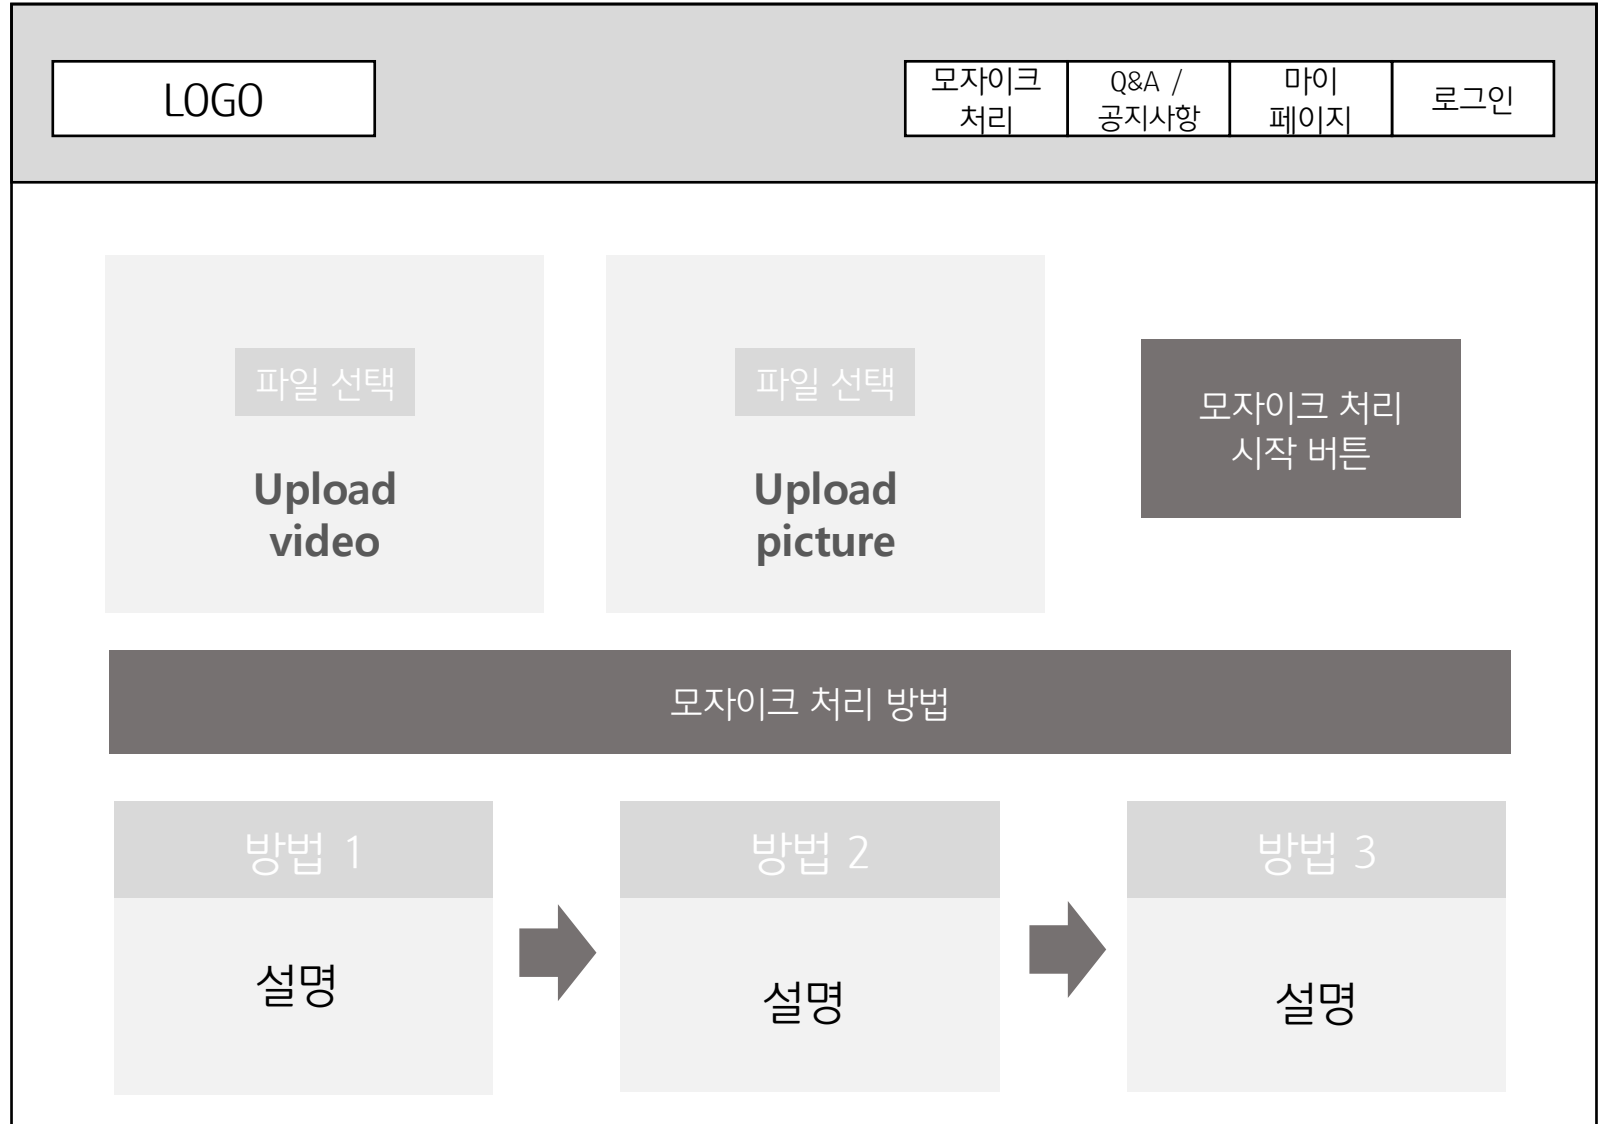 LOGO
모자이크
처리
Q&A /
공지사항
마이
페이지
로그인
파일 선택
Upload
video
파일 선택
Upload
picture
모자이크 처리
시작 버튼
모자이크 처리 방법
방법 1
설명
방법 2
설명
방법 3
설명